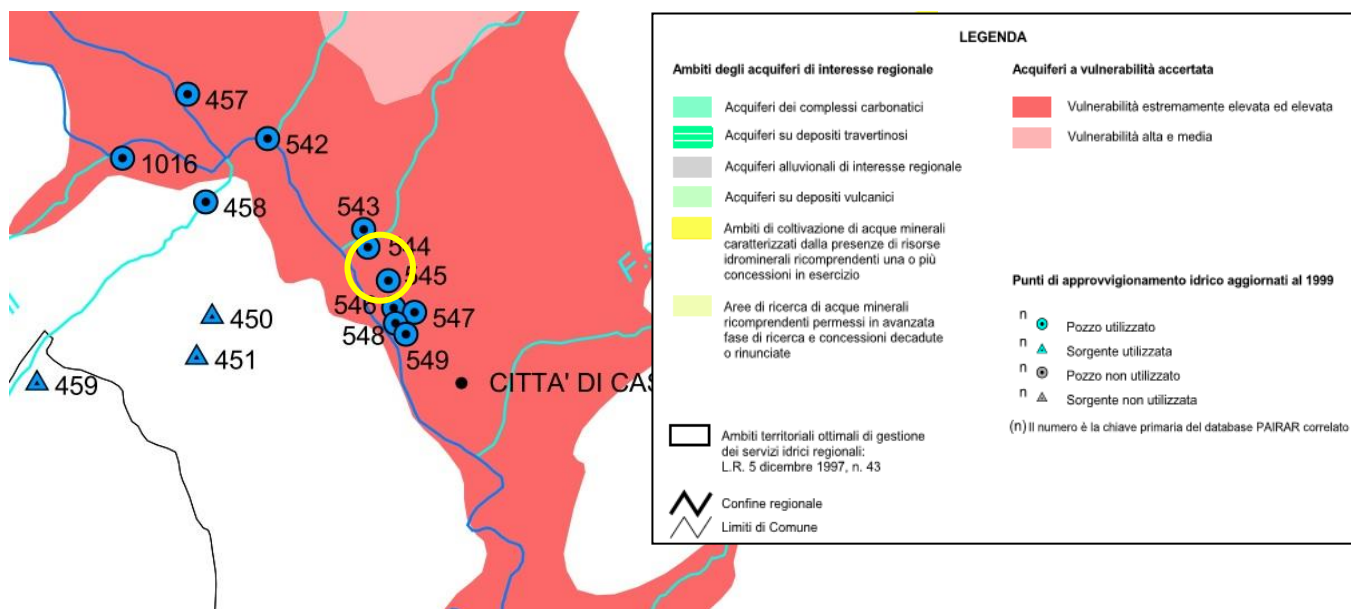 457
542
1016
458
543
544
545
546
547
548
549
450
451
459
CITTA' DI CAS
LEGENDA
Ambiti degli acquiferi di interesse regionale
Acquiferi dei complessi carbonatici
Acquiferi su depositi travertinosi
Acquiferi alluvionali di interesse regionale
Acquiferi su depositi vulcanici
Ambiti di coltivazione di acque minerali
caratterizzati dalla presenze di risorse
idrominerali ricomprendenti una o più
concessioni in esercizio
Aree di ricerca di acque minerali
ricomprendenti permessi in avanzata
fase di ricerca e concessioni decadute
o rinunciate
Ambiti territoriali ottimali di gestione
dei servizi idrici regionali:
L.R. 5 dicembre 1997, n. 43
Confine regionale
Limiti di Comune
Acquiferi a vulnerabilità accertata
Vulnerabilità estremamente elevata ed elevata
Vulnerabilità alta e media
Punti di approvvigionamento idrico aggiornati al 1999
n Pozzo utilizzato
n Sorgente utilizzata
n Pozzo non utilizzato
n Sorgente non utilizzata
(n) Il numero è la chiave primaria del database PAIRAR correlato